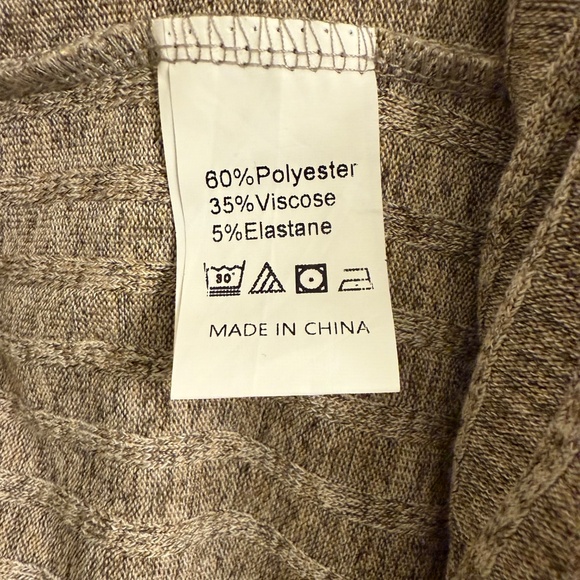 60%Polyester
35%Viscose
5%Elastane
30°
MADE IN CHINA